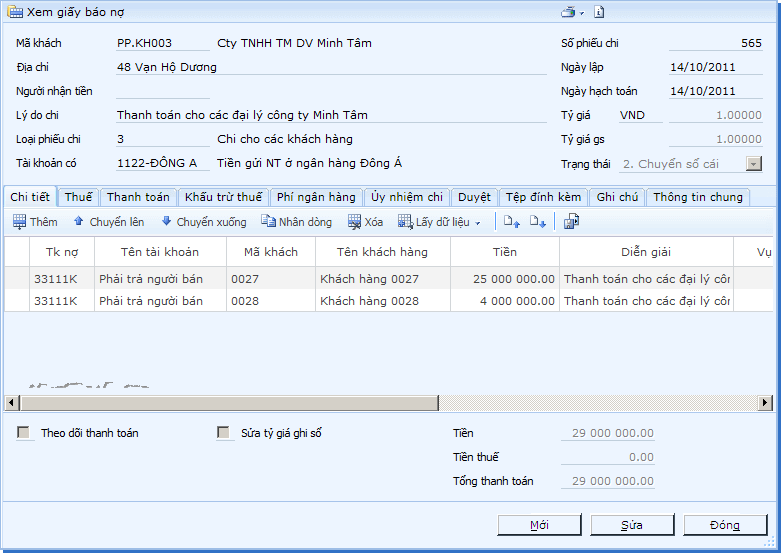 Xem giấy báo nợ
Mã khách PP.KH003 Cty TNHH TM DV Minh Tâm Số phiếu chi 565
Địa chỉ 48 Vạn Hộ Dương Ngày lập 14/10/2011
Người nhận tiền Ngày hạch toán 14/10/2011
Lý do chi Thanh toán cho các đại lý công ty Minh Tâm Tỷ giá VND 1.00000
Loại phiếu chi 3 Chi cho các khách hàng Tỷ giá gs 1.00000
Tài khoản có 1122-ĐÔNG A Tiền gửi NT ở ngân hàng Đông Á Trạng thái 2. Chuyển sổ cái
Chi tiết Thuế Thanh toán Khấu trừ thuế Phí ngân hàng Ủy nhiệm chi Duyệt Tệp đính kèm Ghi chú Thông tin chung
Thêm Chuyển lên Chuyển xuống Nhân dòng Xóa Lấy dữ liệu
Tk nợ Tên tài khoản Mã khách Tên khách hàng Tiền Diễn giải Vụ
33111K Phải trả người bán 0027 Khách hàng 0027 25 000 000.00 Thanh toán cho các đại lý côn
33111K Phải trả người bán 0028 Khách hàng 0028 4 000 000.00 Thanh toán cho các đại lý côn
Theo dõi thanh toán Sửa tỷ giá ghi sổ Tiền 29 000 000.00
Tiền thuế 0.00
Tổng thanh toán 29 000 000.00
Mới Sửa Đóng